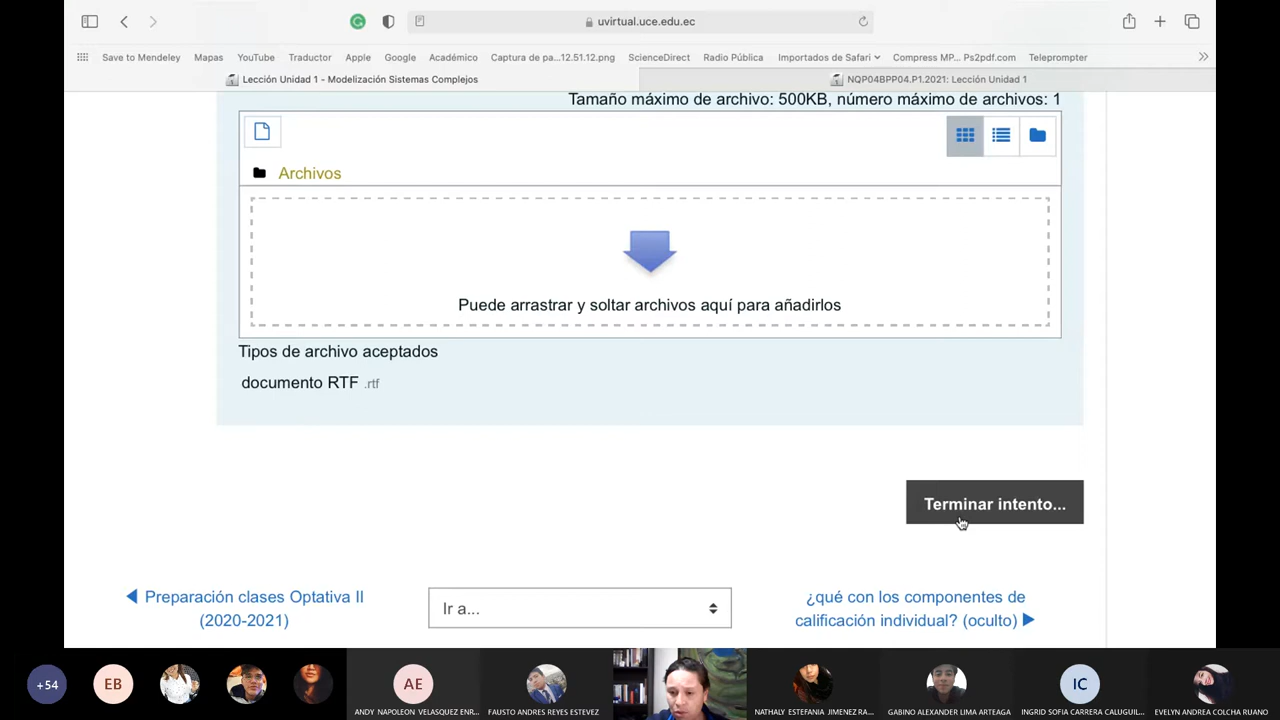 uvirtual.uce.edu.ec
Save to Mendeley Mapas YouTube Traductor Apple Google Académico Captura de pa...12.51.12.png ScienceDirect Radio Pública Importados de Safari Compress MP... Ps2pdf.com Teleprompter
Lección Unidad 1 - Modelización Sistemas Complejos NQP04BPP04.P1.2021: Lección Unidad 1
Tamaño máximo de archivo: 500KB, número máximo de archivos: 1
Archivos
Puede arrastrar y soltar archivos aquí para añadirlos
Tipos de archivo aceptados
documento RTF .rtf
Terminar intento...
Preparación clases Optativa II
(2020-2021)
Ir a...
¿qué con los componentes de
calificación individual? (oculto)
+54 EB AE IC
ANDY NAPOLEON VELASQUEZ ENR... FAUSTO ANDRES REYES ESTEVEZ NATHALY ESTEFANIA JIMENEZ RA... GABINO ALEXANDER LIMA ARTEAGA INGRID SOFIA CARRERA CALUGUIL... EVELYN ANDREA COLCHA RUANO